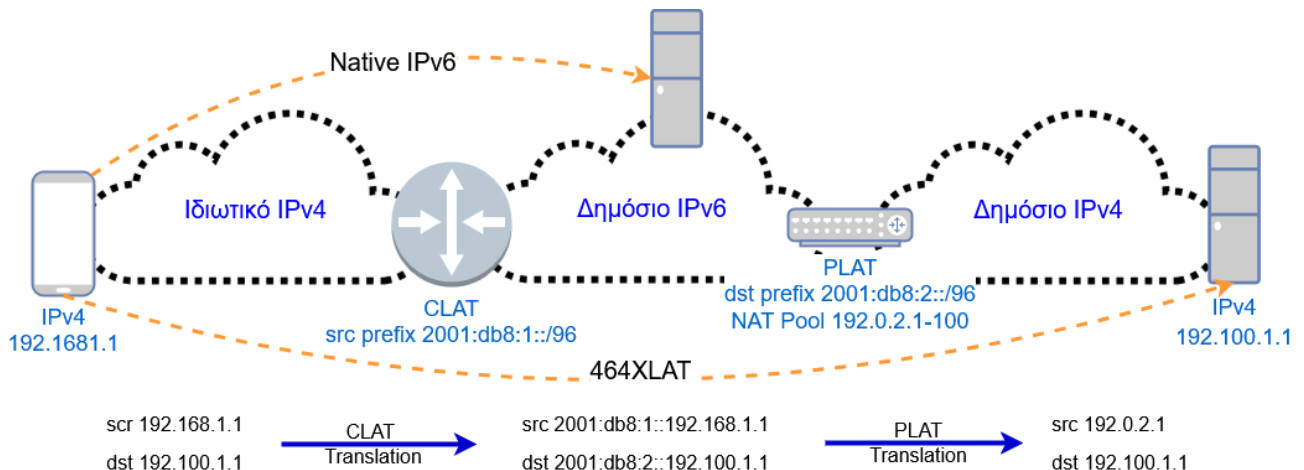 Native IPv6
Ιδιωτικό IPv4
Δημόσιο IPv6
Δημόσιο IPv4
IPv4
192.1681.1
CLAT
src prefix 2001:db8:1::/96
PLAT
dst prefix 2001:db8:2::/96
NAT Pool 192.0.2.1-100
IPv4
192.100.1.1
464XLAT
scr 192.168.1.1
dst 192.100.1.1
CLAT
Translation
src 2001:db8:1::192.168.1.1
dst 2001:db8:2::192.100.1.1
PLAT
Translation
src 192.0.2.1
dst 192.100.1.1